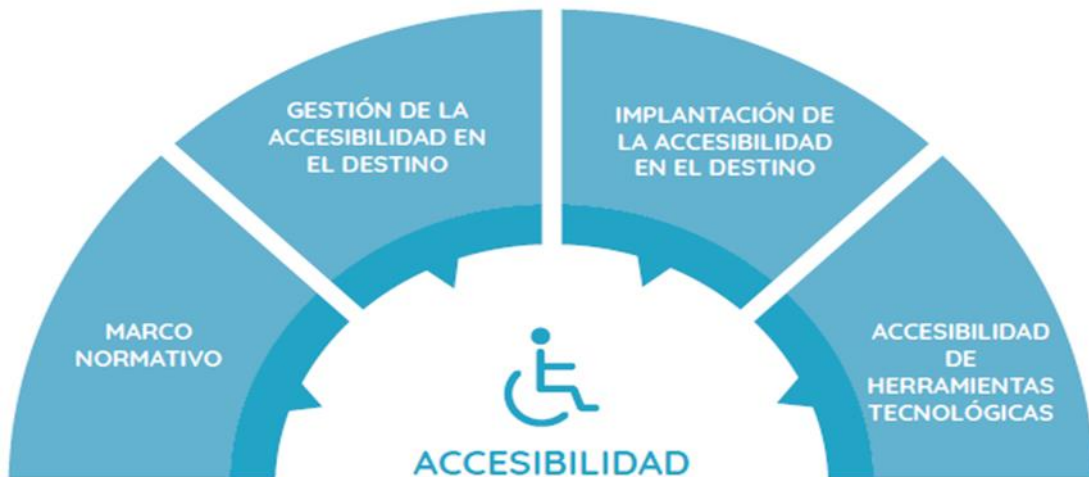 MARCO
NORMATIVO
GESTIÓN DE LA
ACCESIBILIDAD EN
EL DESTINO
IMPLANTACIÓN DE
LA ACCESIBILIDAD
EN EL DESTINO
ACCESIBILIDAD
DE
HERRAMIENTAS
TECNOLÓGICAS
ACCESIBILIDAD